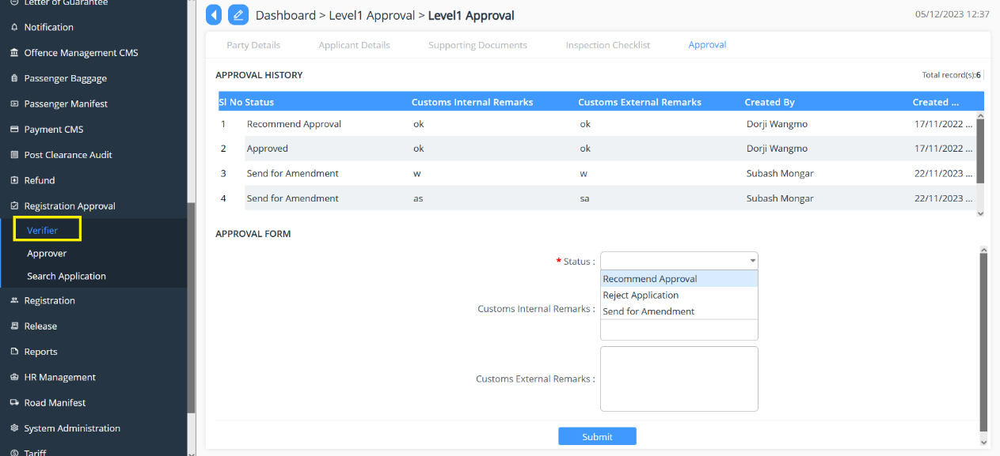 Letter of Guarantee
Notification
Offence Management CMS
Passenger Baggage
Passenger Manifest
Payment CMS
Post Clearance Audit
Refund
Registration Approval
Verifier
Approver
Search Application
Registration
Release
Reports
HR Management
Road Manifest
System Administration
Tariff
Dashboard > Level1 Approval > Level1 Approval
05/12/2023 12:37
Party Details Applicant Details Supporting Documents Inspection Checklist Approval
APPROVAL HISTORY
Total record(s):6
Sl No Status Customs Internal Remarks Customs External Remarks Created By Created ...
1 Recommend Approval ok ok Dorji Wangmo 17/11/2022 ...
2 Approved ok ok Dorji Wangmo 17/11/2022 ...
3 Send for Amendment w w Subash Mongar 22/11/2023 ...
4 Send for Amendment as sa Subash Mongar 22/11/2023 ...
APPROVAL FORM
* Status :
Recommend Approval
Reject Application
Send for Amendment
Customs Internal Remarks :
Customs External Remarks :
Submit